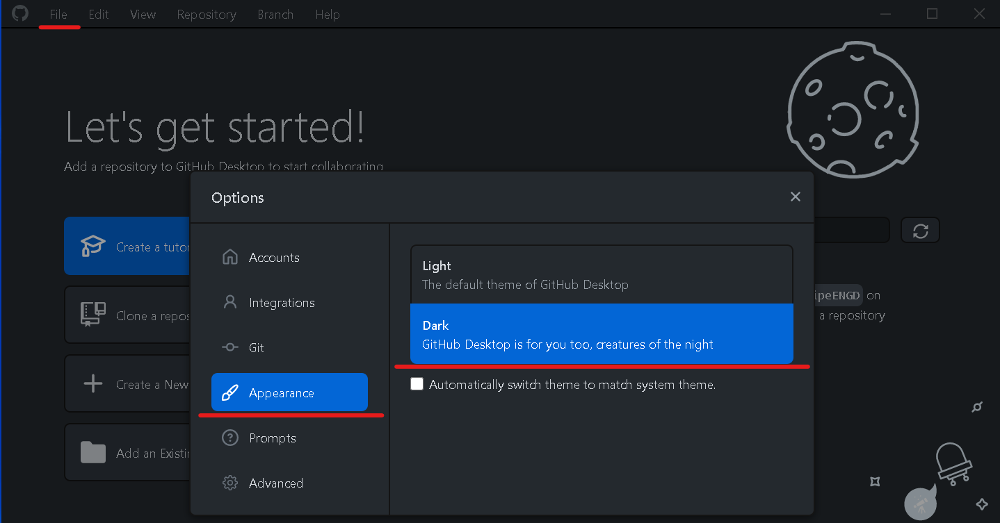 File Edit View Repository Branch Help
Let's get started!
Add a repository to GitHub Desktop to start collaborating
Options
Accounts
Integrations
Git
Appearance
Prompts
Advanced
Light
The default theme of GitHub Desktop
Dark
GitHub Desktop is for you too, creatures of the night
Automatically switch theme to match system theme.
Create a tutor
Clone a repos
Create a New
Add an Existin
ipeENGD on
a repository